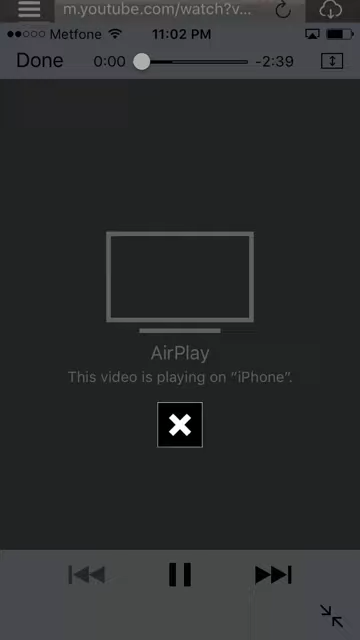 m.youtube.com/watch?v...
Metfone 11:02 PM
Done 0:00 -2:39
AirPlay
This video is playing on “iPhone”.